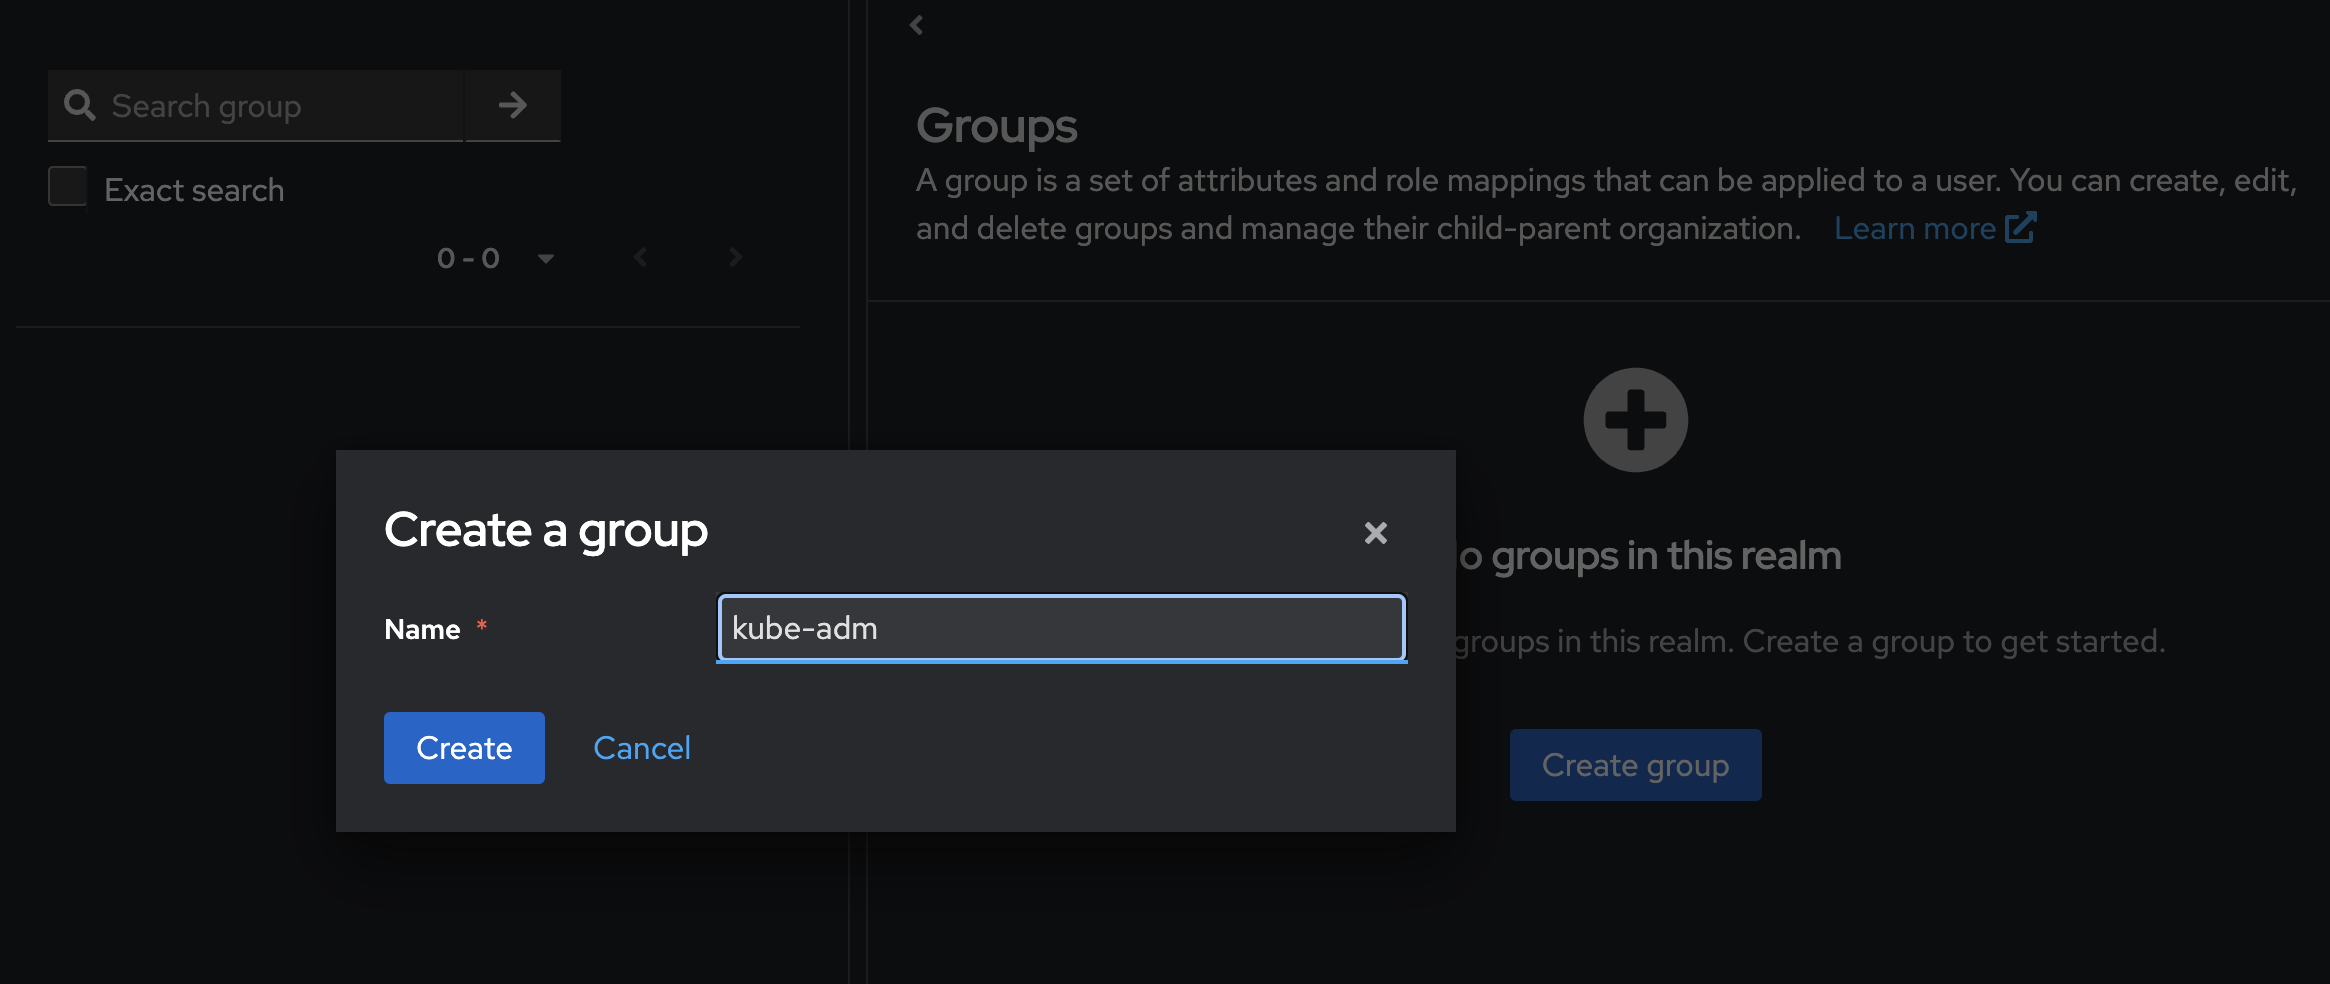 Search group
Exact search
0 - 0
Groups
A group is a set of attributes and role mappings that can be applied to a user. You can create, edit,
and delete groups and manage their child-parent organization. Learn more
groups in this realm
groups in this realm. Create a group to get started.
Create group
Create a group
Name *
kube-adm
Create Cancel